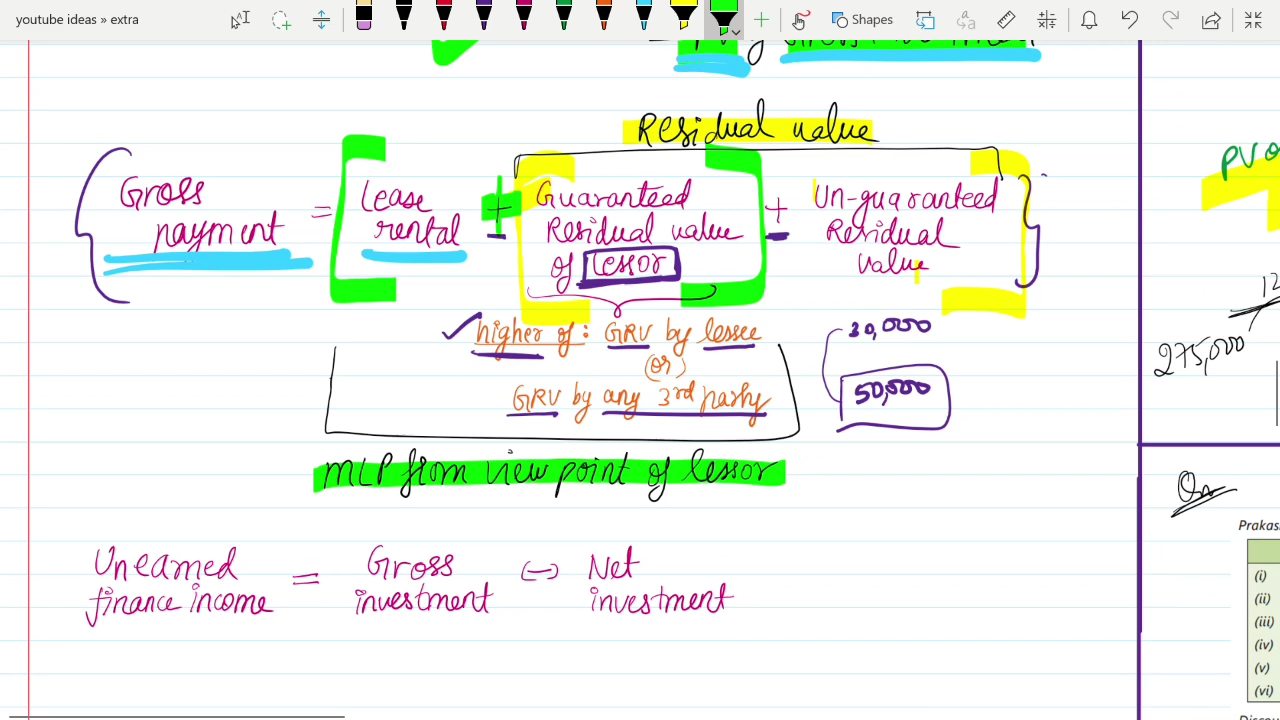 youtube ideas » extra
Shapes
Residual value
Gross payment = Lease rental + Guaranteed Residual value of lessor + Un-guaranteed Residual value
higher of: GRV by lessee
(or)
GRV by any 3rd party
30,000
50,000
MLP from view point of lessor
Unearned finance income = Gross investment (-) Net investment
PV o
12
275,000
Prakas
(i)
(ii)
(iii)
(iv)
(v)
(vi)